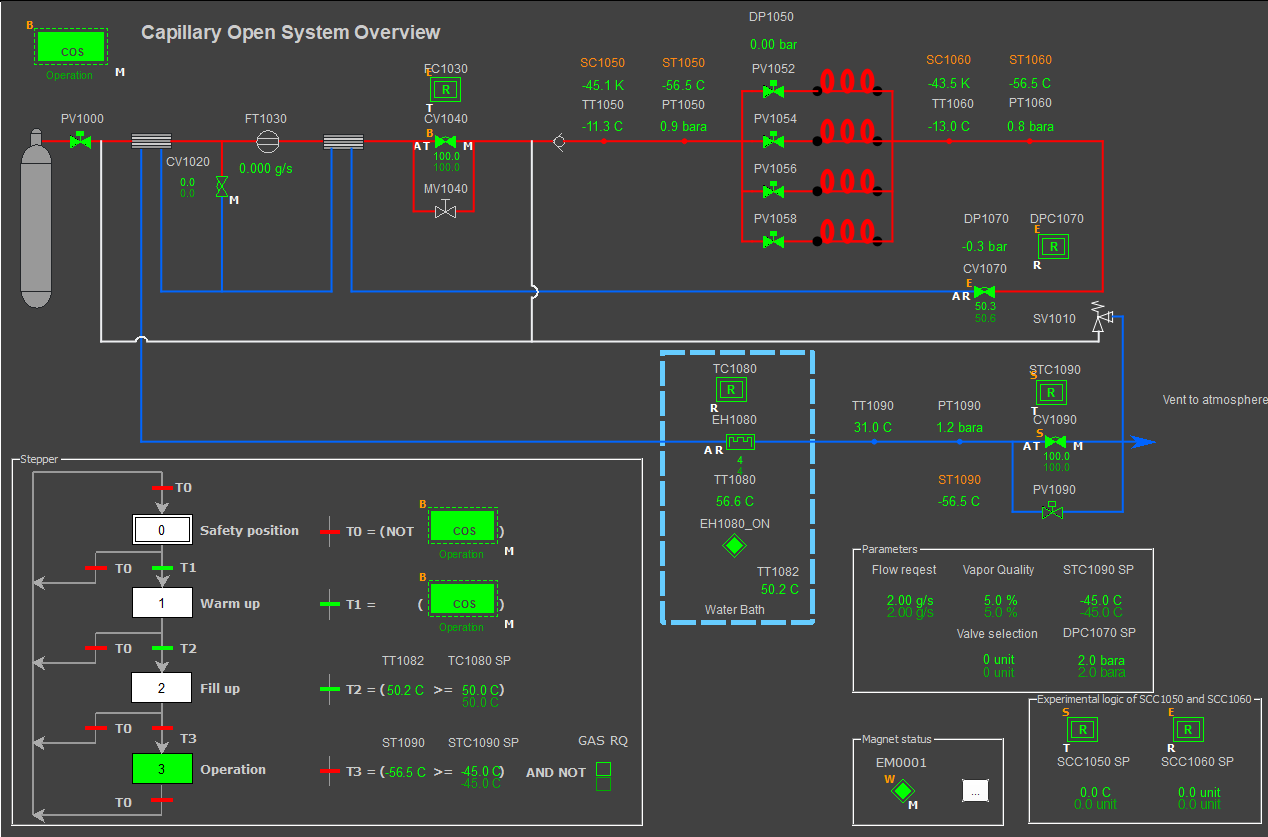 Capillary Open System Overview
B
COS
Operation
M
PV1000
FT1030
0.000 g/s
CV1020
0.0
0.0
M
FC1030
E
R
T
CV1040
B
AT
M
100.0
100.0
MV1040
SC1050
-45.1 K
TT1050
-11.3 C
ST1050
-56.5 C
PT1050
0.9 bara
DP1050
0.00 bar
PV1052
PV1054
PV1056
PV1058
SC1060
-43.5 K
TT1060
-13.0 C
ST1060
-56.5 C
PT1060
0.8 bara
DP1070
-0.3 bar
DPC1070
E
R
R
CV1070
E
AR
50.3
50.6
SV1010
Vent to atmosphere
TC1080
R
R
EH1080
AR
4
4
TT1080
56.6 C
EH1080_ON
TT1082
50.2 C
Water Bath
TT1090
31.0 C
PT1090
1.2 bara
ST1090
-56.5 C
STC1090
S
R
T
CV1090
S
AT
M
100.0
100.0
PV1090
Stepper
T0
0
Safety position
T0 = (NOT
B
COS
)
Operation
M
T0
T1
1
Warm up
T1 =
(
B
COS
)
Operation
M
T0
T2
2
Fill up
TT1082
TC1080 SP
T2 = (
50.2 C
>=
50.0 C
)
50.0 C
T0
T3
3
Operation
ST1090
STC1090 SP
GAS RQ
T3 = (
-56.5 C
>=
-45.0 C
)
AND NOT
-45.0 C
T0
Parameters
Flow reqest
Vapor Quality
STC1090 SP
2.00 g/s
5.0 %
-45.0 C
2.00 g/s
5.0 %
-45.0 C
Valve selection
DPC1070 SP
0 unit
2.0 bara
0 unit
2.0 bara
Magnet status
EM0001
W
M
...
Experimental logic of SCC1050 and SCC1060
S
R
T
SCC1050 SP
0.0 C
0.0 unit
E
R
R
SCC1060 SP
0.0 unit
0.0 unit